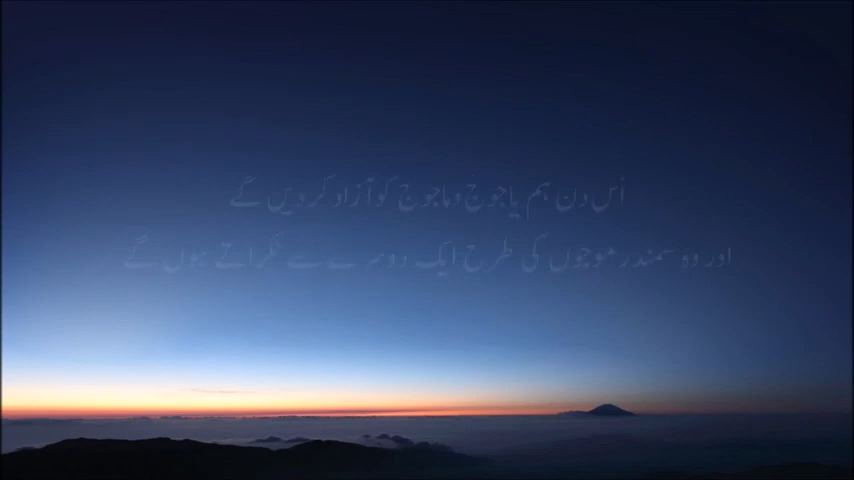 اُس دن ہم یاجوج وماجوج کو آزاد کر دیں گے
اور وہ سمندر موجوں کی طرح ایک دوسرے سے ٹکراتے ہوں گے